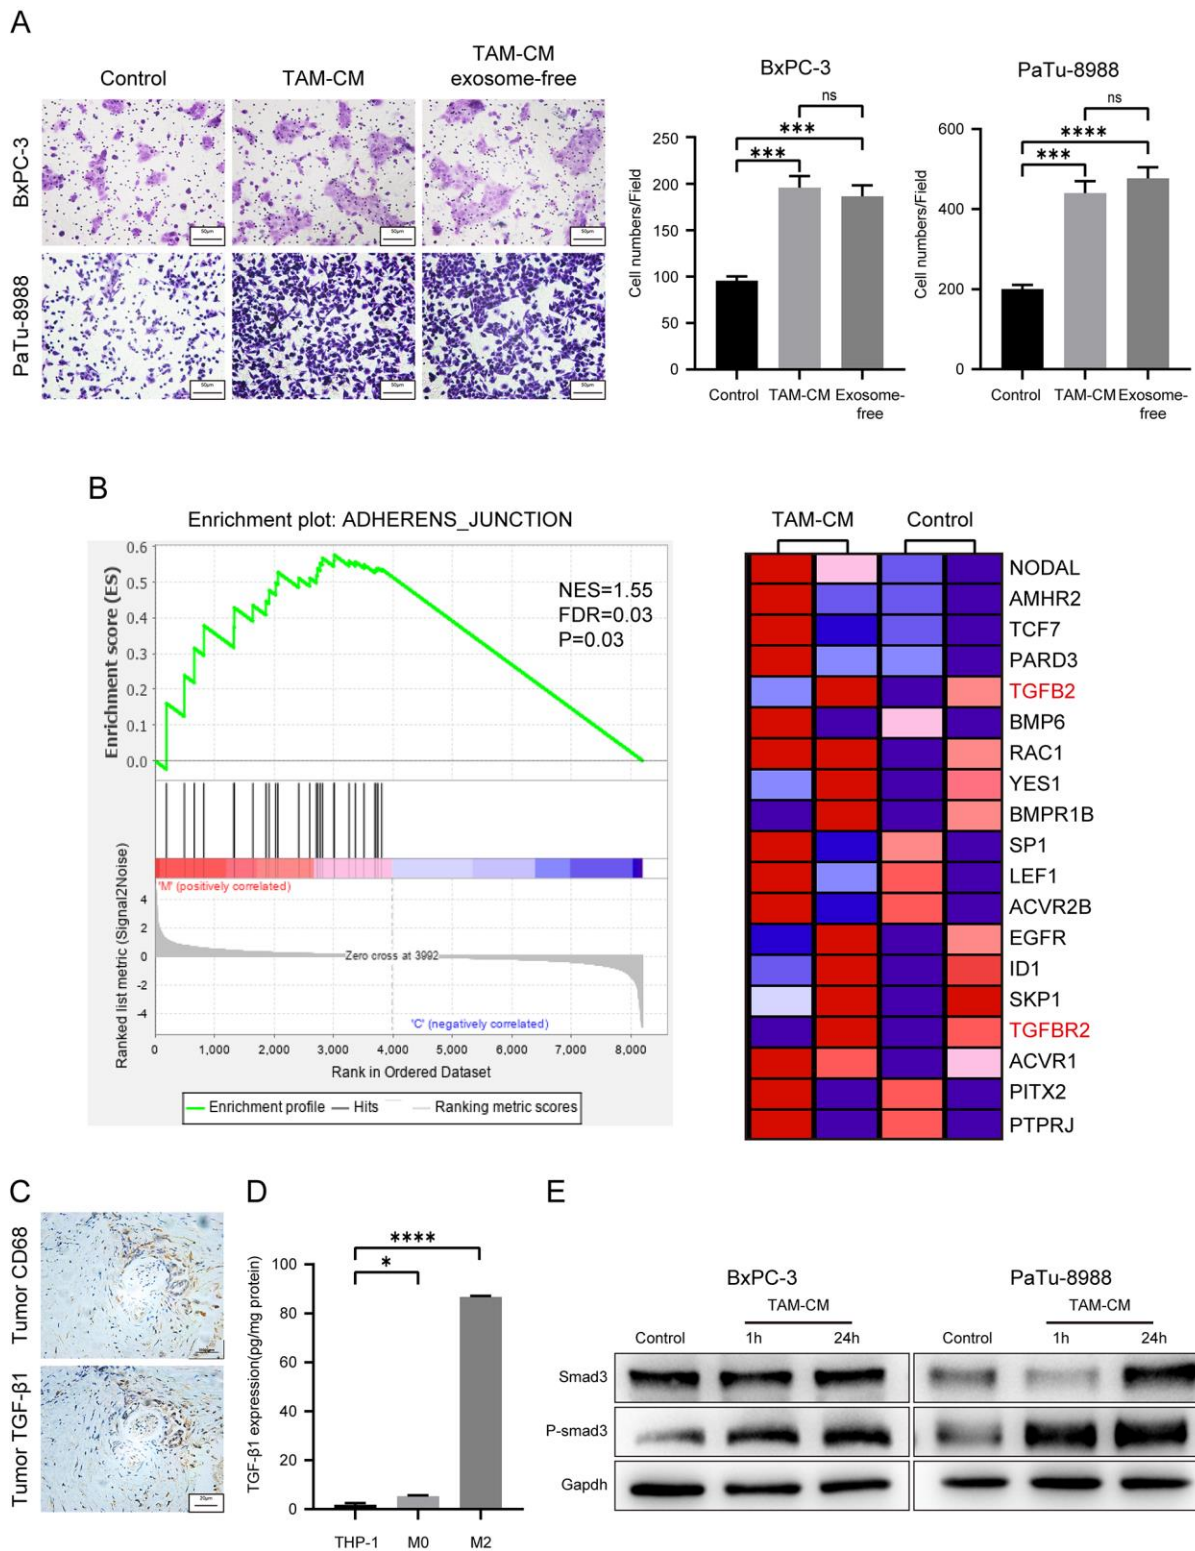 A
Control
TAM-CM
TAM-CM
exosome-free
BxPC-3
PaTu-8988
50μm
50μm
50μm
50μm
50μm
50μm
BxPC-3
ns
***
***
Cell numbers/Field
250
200
150
100
50
0
Control
TAM-CM
Exosome-
free
PaTu-8988
ns
****
***
Cell numbers/Field
600
400
200
0
Control
TAM-CM
Exosome-
free
B
Enrichment plot: ADHERENS_JUNCTION
Enrichment score (ES)
0.6
0.5
0.4
0.3
0.2
0.1
0.0
NES=1.55
FDR=0.03
P=0.03
'M' (positively correlated)
Ranked list metric (Signal2Noise)
4
2
0
-2
-4
Zero cross at 3992
'C' (negatively correlated)
0 1,000 2,000 3,000 4,000 5,000 6,000 7,000 8,000
Rank in Ordered Dataset
Enrichment profile Hits Ranking metric scores
TAM-CM Control
NODAL
AMHR2
TCF7
PARD3
TGFB2
BMP6
RAC1
YES1
BMPR1B
SP1
LEF1
ACVR2B
EGFR
ID1
SKP1
TGFBR2
ACVR1
PITX2
PTPRJ
C
Tumor CD68
Tumor TGF-β1
20μm
D
****
*
TGF-β1 expression(pg/mg protein)
100
80
60
40
20
0
THP-1 M0 M2
E
BxPC-3
TAM-CM
Control 1h 24h
PaTu-8988
TAM-CM
Control 1h 24h
Smad3
P-smad3
Gapdh